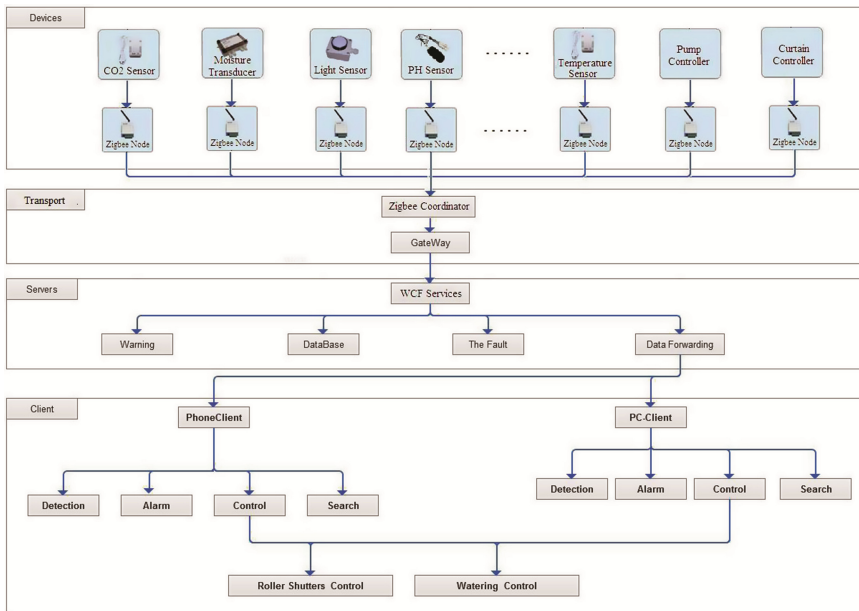 Devices
CO2 Sensor
Moisture
Transducer
Light Sensor
PH Sensor
......
Temperature
Sensor
Pump
Controller
Curtain
Controller
Zigbee Node
Zigbee Node
Zigbee Node
Zigbee Node
......
Zigbee Node
Zigbee Node
Zigbee Node
Transport
Zigbee Coordinator
GateWay
Servers
WCF Services
Warning
DataBase
The Fault
Data Forwarding
Client
PhoneClient
PC-Client
Detection
Alarm
Control
Search
Detection
Alarm
Control
Search
Roller Shutters Control
Watering Control